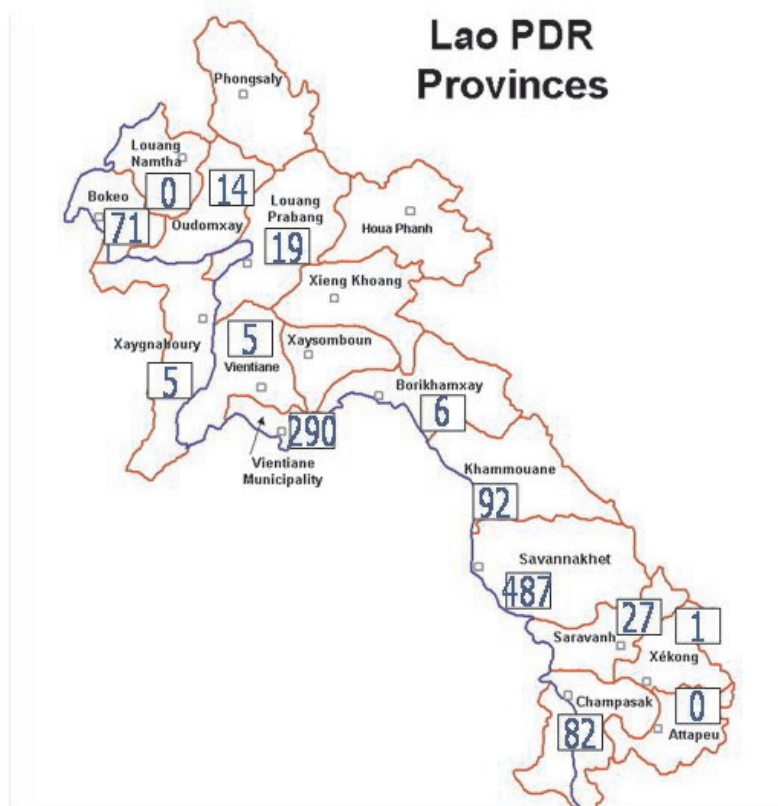 Lao PDR
Provinces
Phongsaly
Louang
Namtha
0
14
Bokeo
71
Oudomxay
Louang
Prabang
19
Houa Phanh
Xieng Khoang
Xaygnaboury
5
5
Vientiane
Xaysomboun
Borikhamxay
6
290
Vientiane
Municipality
Khammouane
92
Savannakhet
487
27
1
Saravanh
Xékong
Champasak
82
0
Attapeu